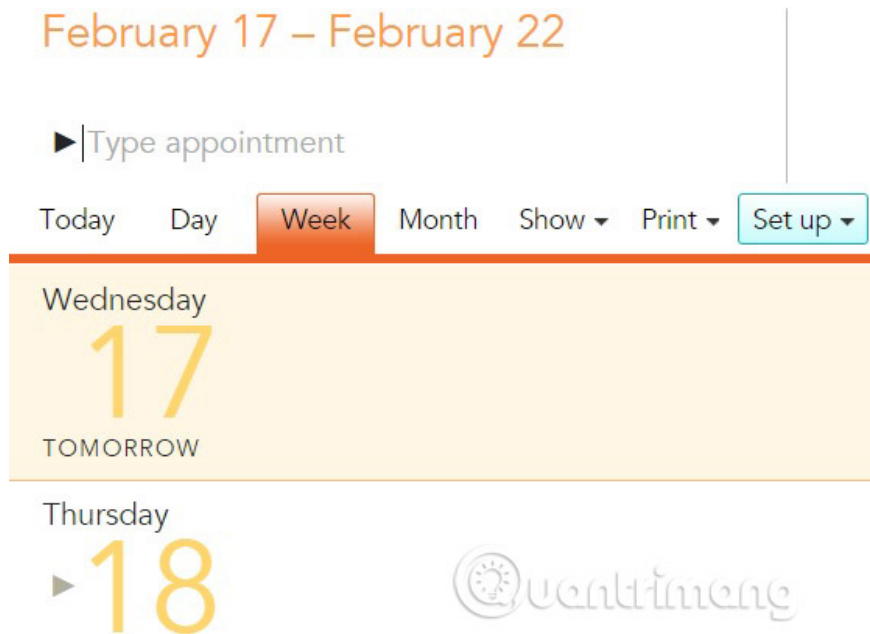 February 17 – February 22
Type appointment
Today Day Week Month Show Print Set up
Wednesday
17
TOMORROW
Thursday
18
Quantrimang